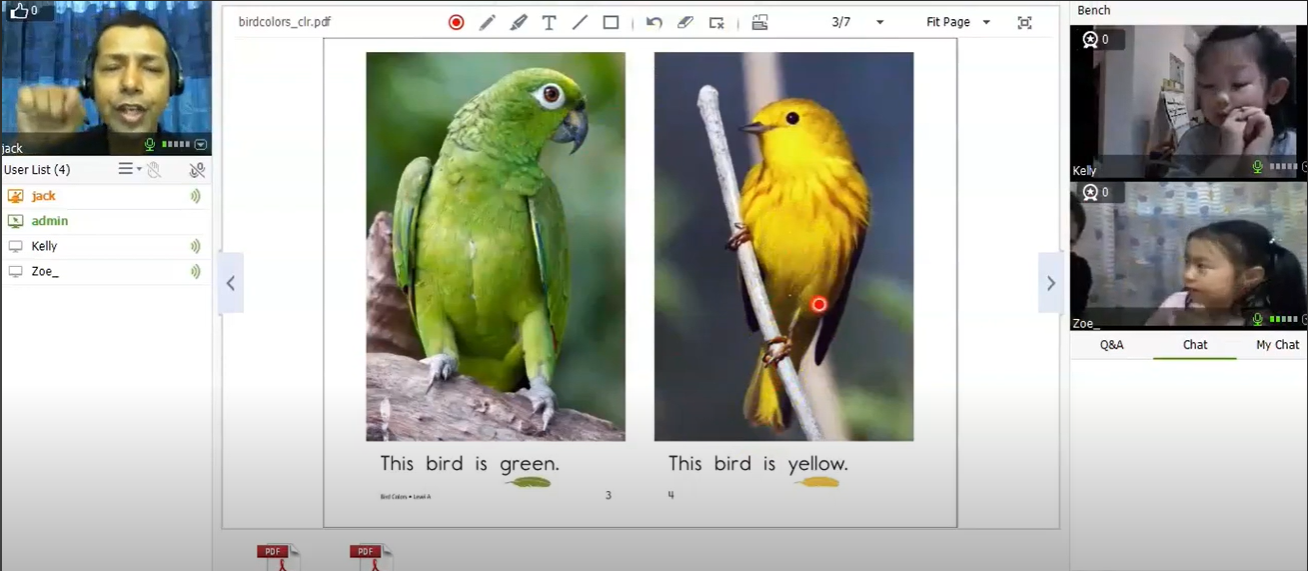 0
jack
User List (4)
jack
admin
Kelly
Zoe_
birdcolors_clr.pdf
T
3/7
Fit Page
This bird is green.
Bird Colors • Level A
3
This bird is yellow.
4
PDF
PDF
Bench
0
Kelly
0
Zoe_
Q&A
Chat
My Chat